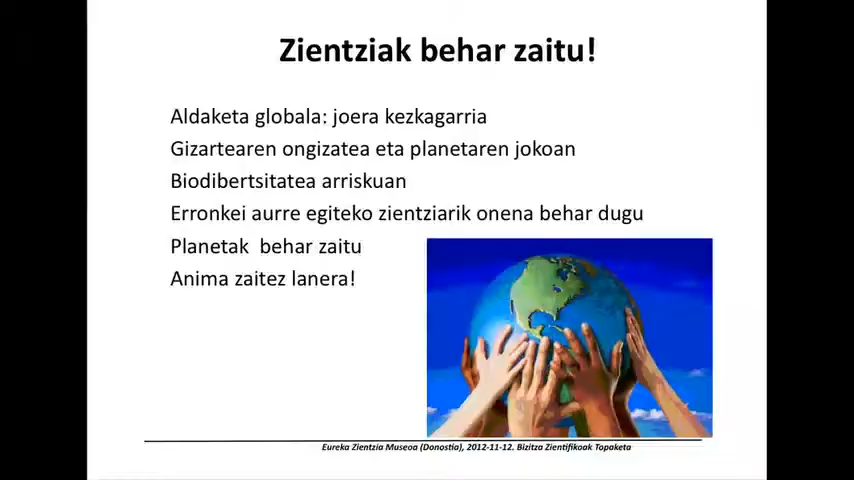 Zientziak behar zaitu!
Aldaketa globala: joera kezkagarria
Gizartearen ongizatea eta planetaren jokoan
Biodibertsitatea arriskuan
Erronkei aurre egiteko zientziarik onena behar dugu
Planetak behar zaitu
Anima zaitez lanera!
Eureka Zientzia Museoa (Donostia), 2012-11-12. Bizitza Zientifikoak Topaketa